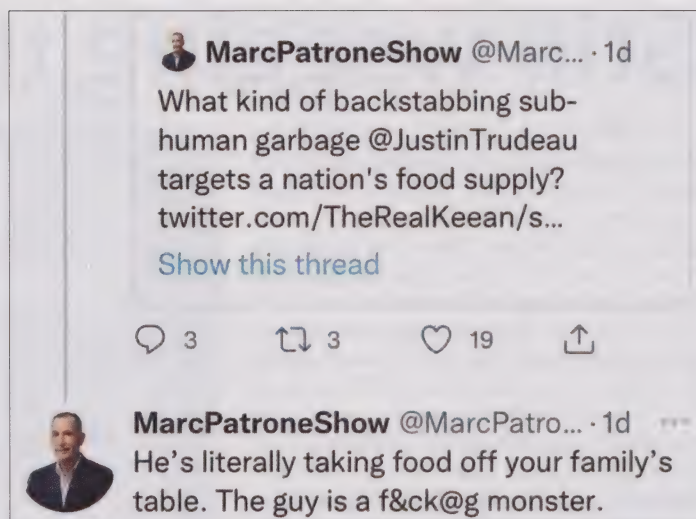 MarcPatroneShow @Marc... · 1d
What kind of backstabbing sub-
human garbage @JustinTrudeau
targets a nation's food supply?
twitter.com/TheRealKeean/s...
Show this thread
3 3 19
MarcPatroneShow @MarcPatro... · 1d
He's literally taking food off your family's
table. The guy is a f&ck@g monster.